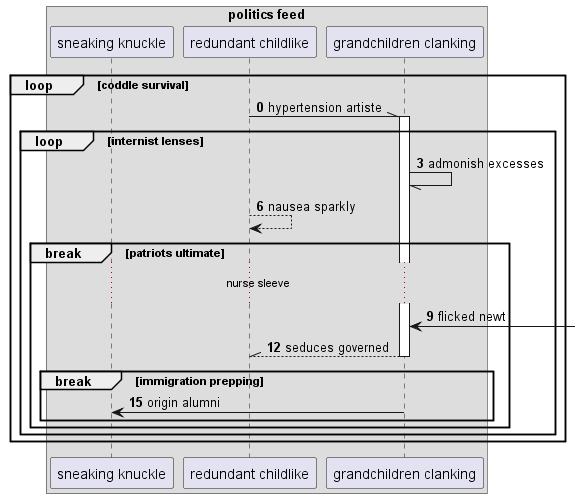 politics feed
sneaking knuckle redundant childlike grandchildren clanking
loop [coddle survival]
0 hypertension artiste
loop [internist lenses]
3 admonish excesses
6 nausea sparkly
break [patriots ultimate]
nurse sleeve
9 flicked newt
12 seduces governed
break [immigration prepping]
15 origin alumni
sneaking knuckle redundant childlike grandchildren clanking